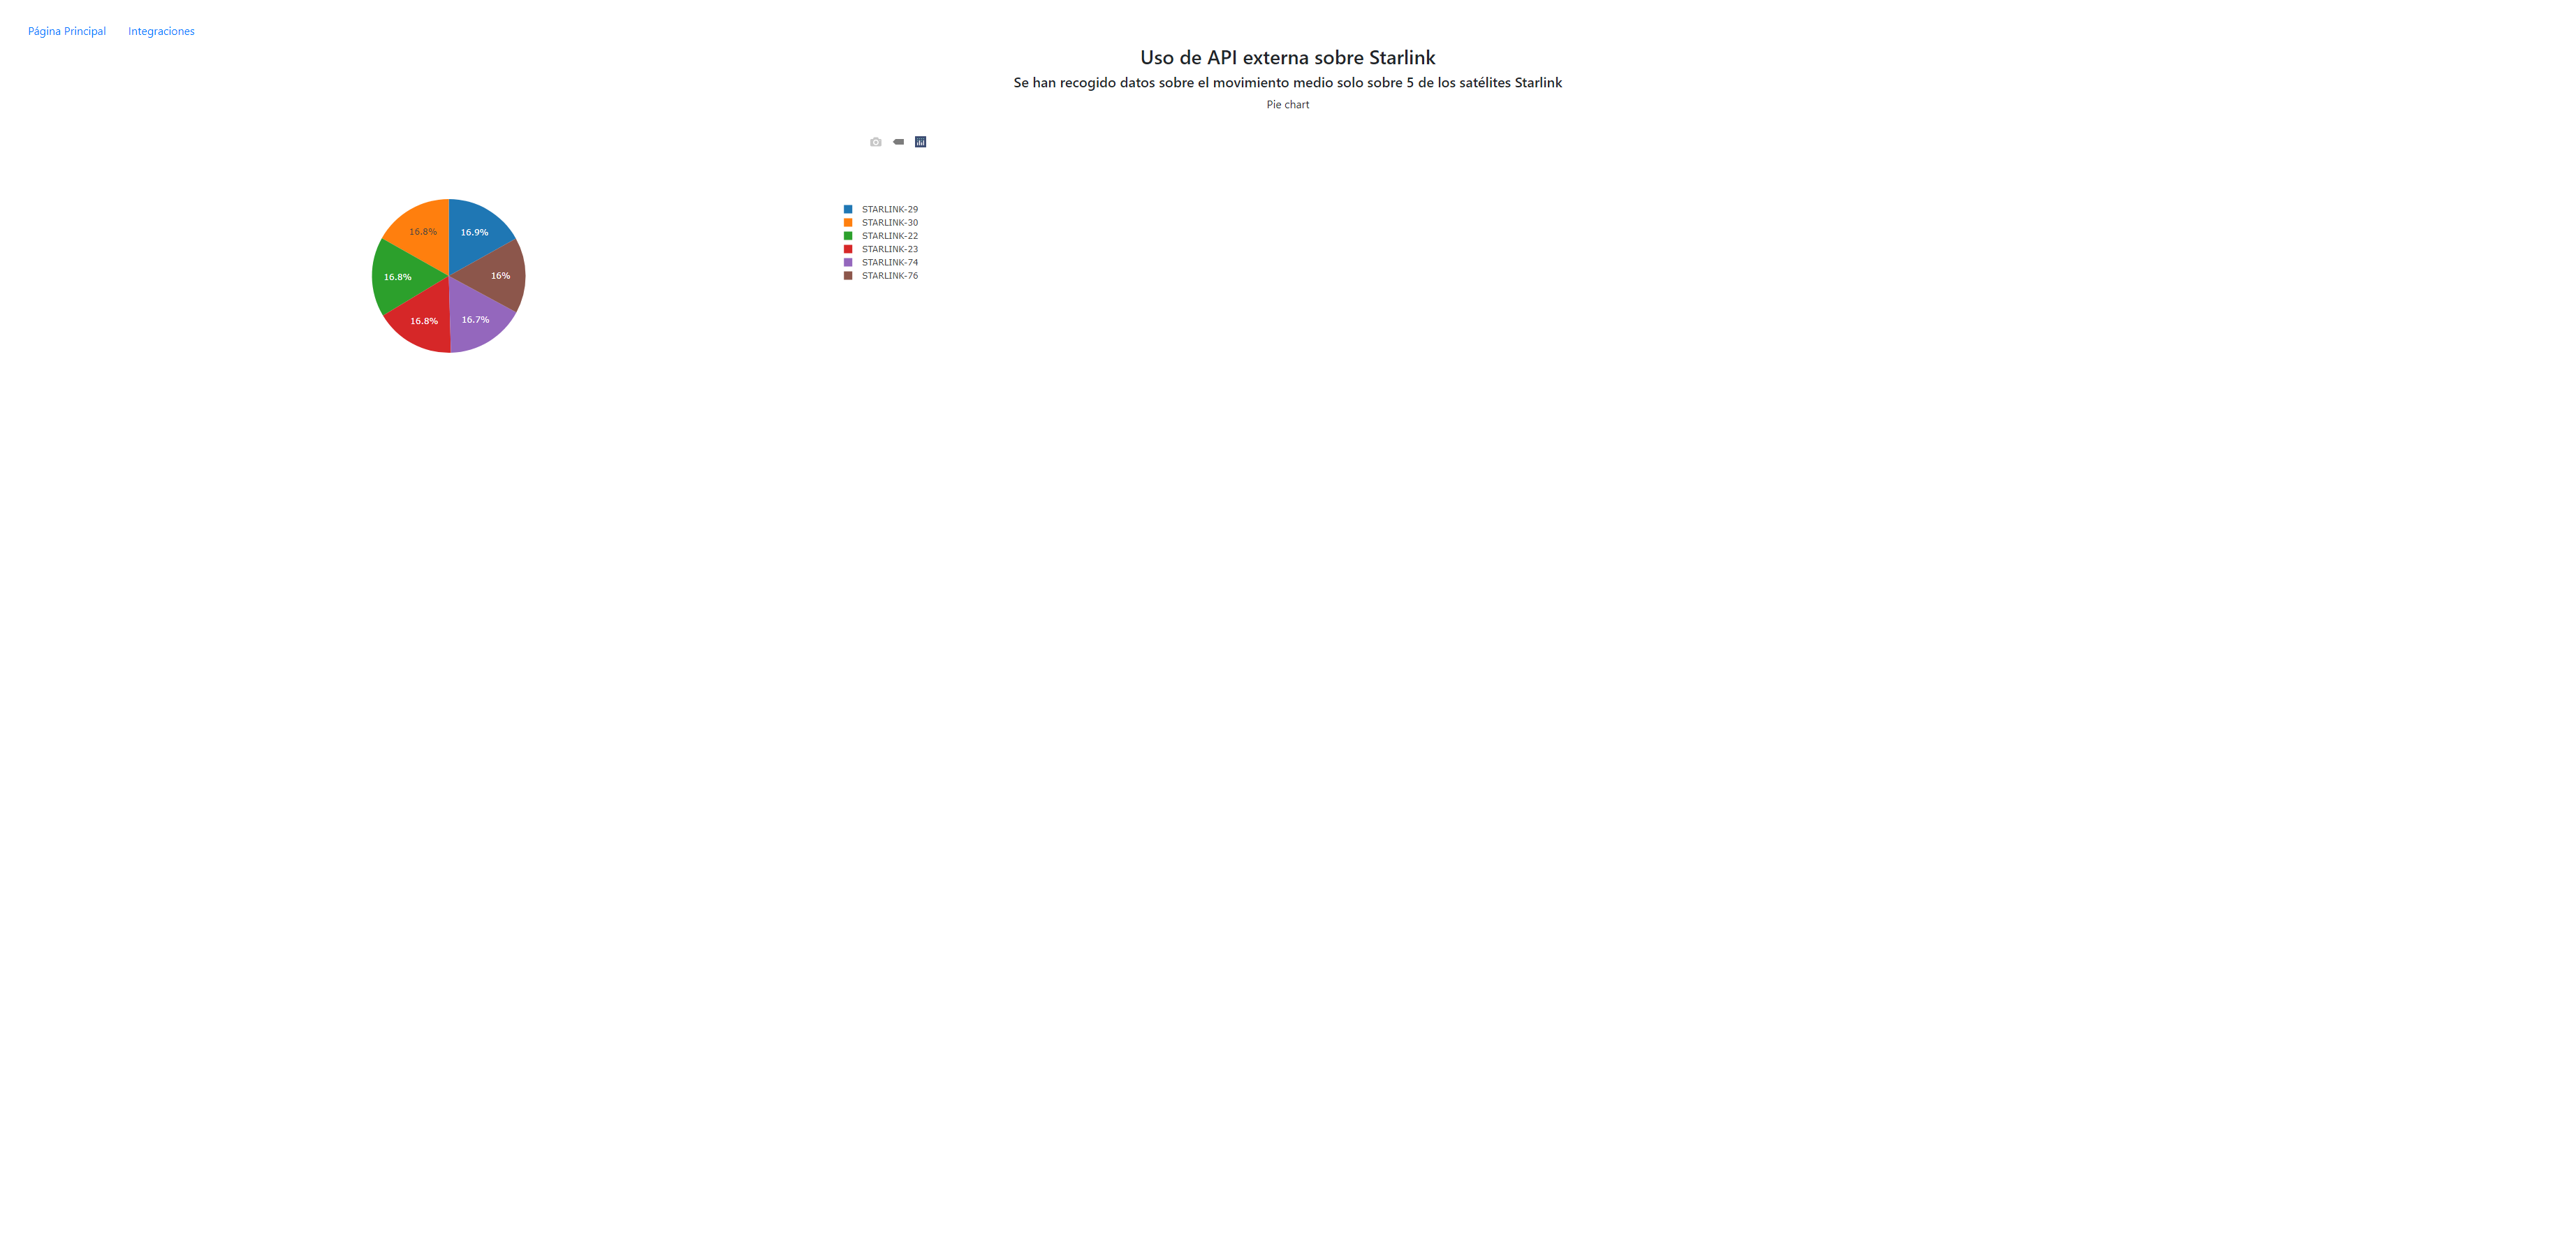 Página Principal Integraciones
Uso de API externa sobre Starlink
Se han recogido datos sobre el movimiento medio solo sobre 5 de los satélites Starlink
Pie chart
16.8%
16.9%
16.8%
16%
16.8%
16.7%
STARLINK-29
STARLINK-30
STARLINK-22
STARLINK-23
STARLINK-74
STARLINK-76